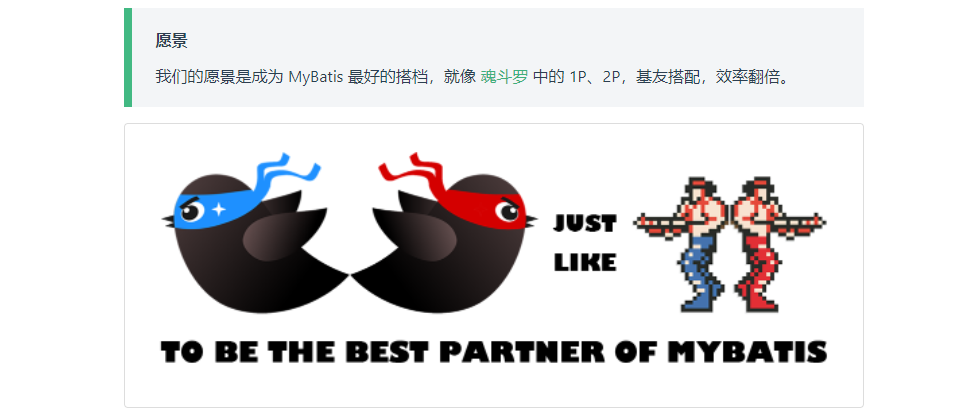 愿景
我们的愿景是成为 MyBatis 最好的搭档，就像 魂斗罗 中的 1P、2P，基友搭配，效率翻倍。
JUST
LIKE
TO BE THE BEST PARTNER OF MYBATIS